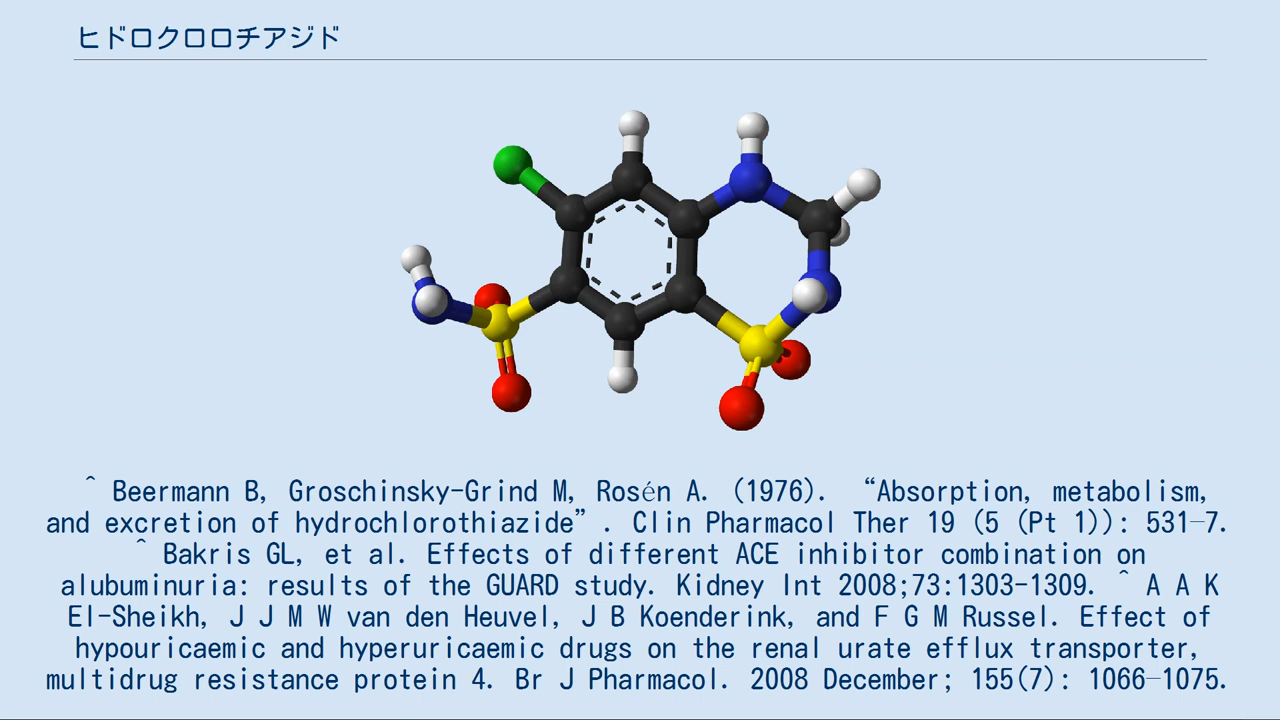 ヒドロクロロチアジド
^ Beermann B, Groschinsky-Grind M, Rosén A. (1976). “Absorption, metabolism,
and excretion of hydrochlorothiazide” . Clin Pharmacol Ther 19 (5 (Pt 1)): 531–7.
^ Bakris GL, et al. Effects of different ACE inhibitor combination on
alubuminuria: results of the GUARD study. Kidney Int 2008;73:1303-1309. ^ A A K
El-Sheikh, J J M W van den Heuvel, J B Koenderink, and F G M Russel. Effect of
hypouricaemic and hyperuricaemic drugs on the renal urate efflux transporter,
multidrug resistance protein 4. Br J Pharmacol. 2008 December; 155(7): 1066–1075.